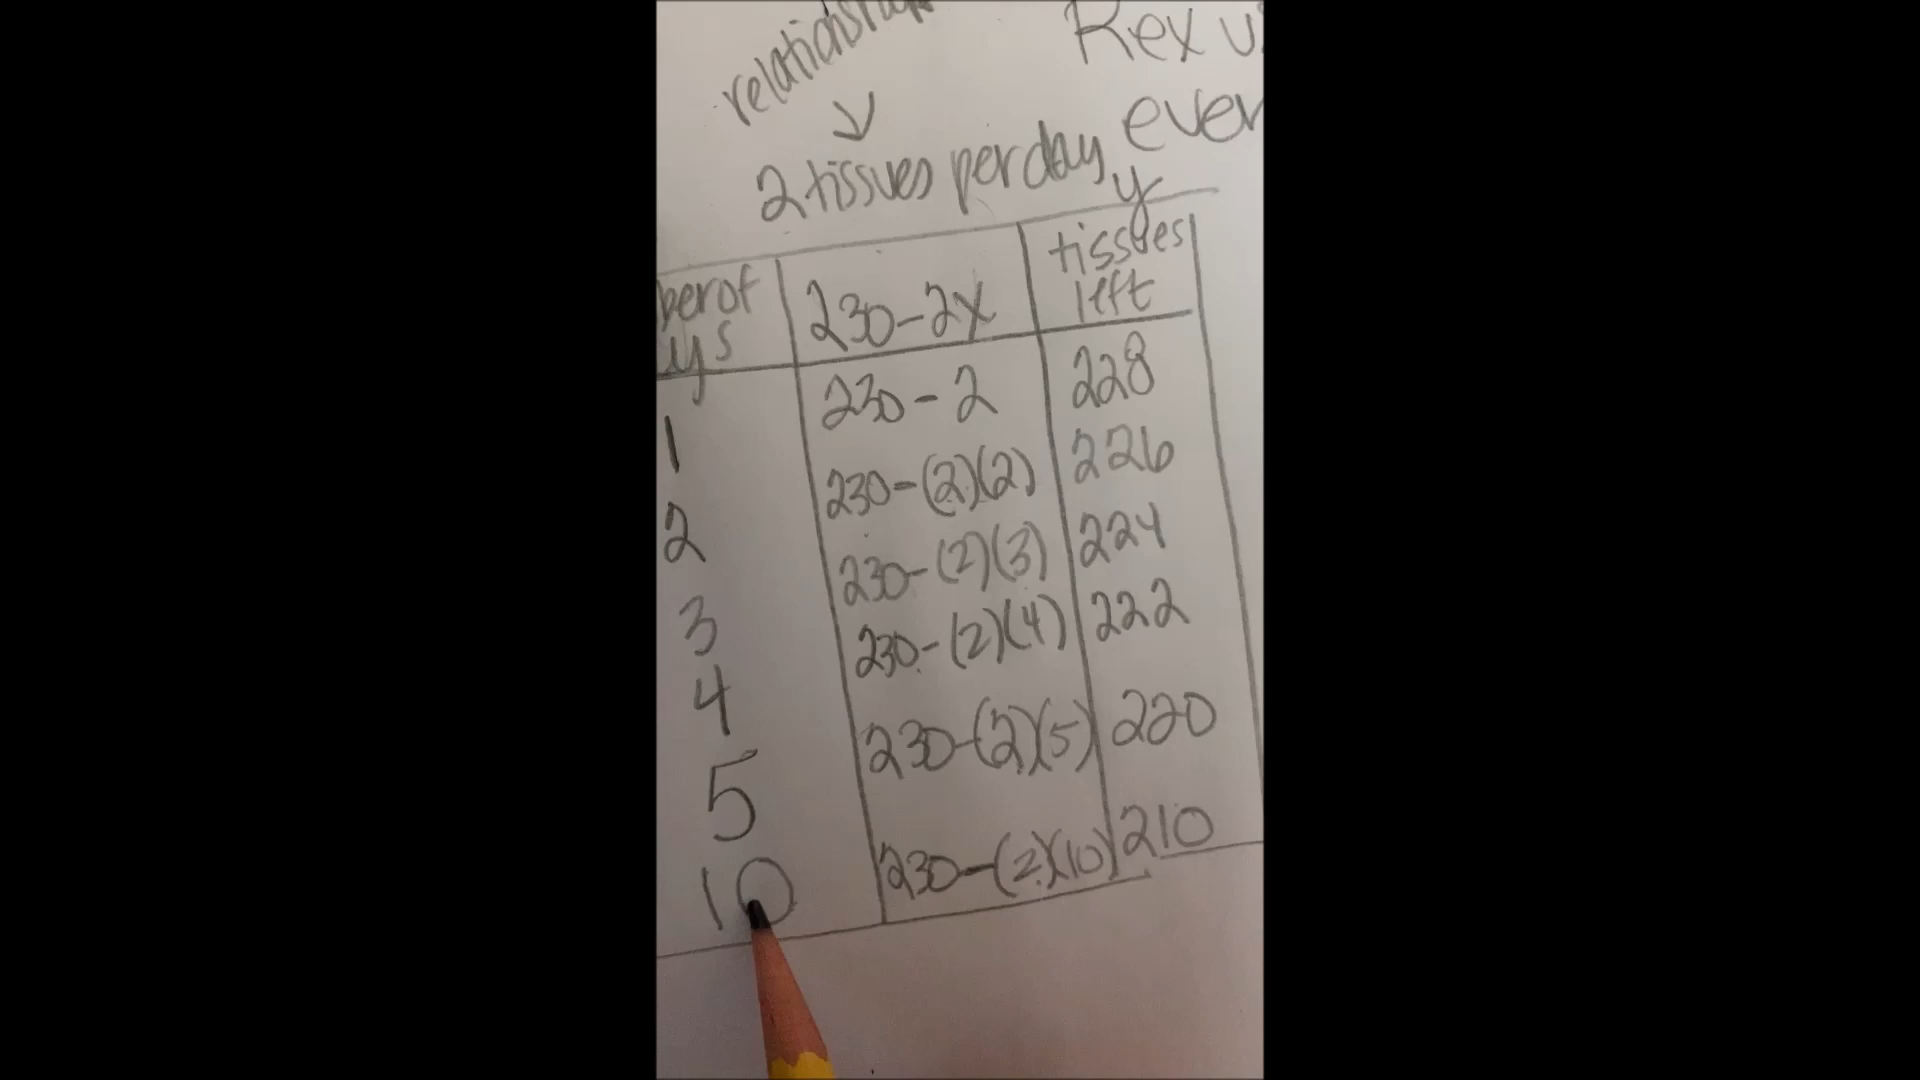 relationship
Rex
2 tissues per day
y
230-2x
tissues
left
1
230-2
228
2
230-(2)(2)
226
3
230-(2)(3)
224
4
230-(2)(4)
222
5
230-(2)(5)
220
10
230-(2)(10)
210